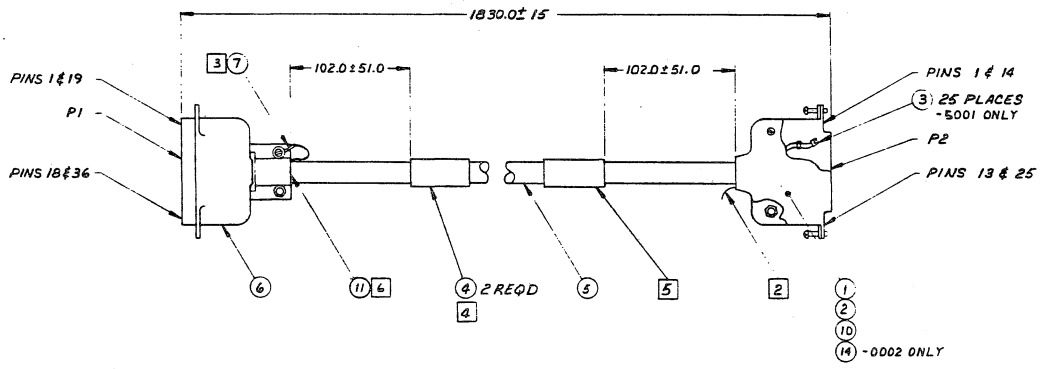 1830.0 ± 15
3 7
102.0 ± 51.0
102.0 ± 51.0
PINS 1 & 19
P1
PINS 18 & 36
PINS 1 & 14
3 25 PLACES
-5001 ONLY
P2
PINS 13 & 25
6
11 6
4 2 REQD
4
5
5
2
1
2
10
14 -0002 ONLY